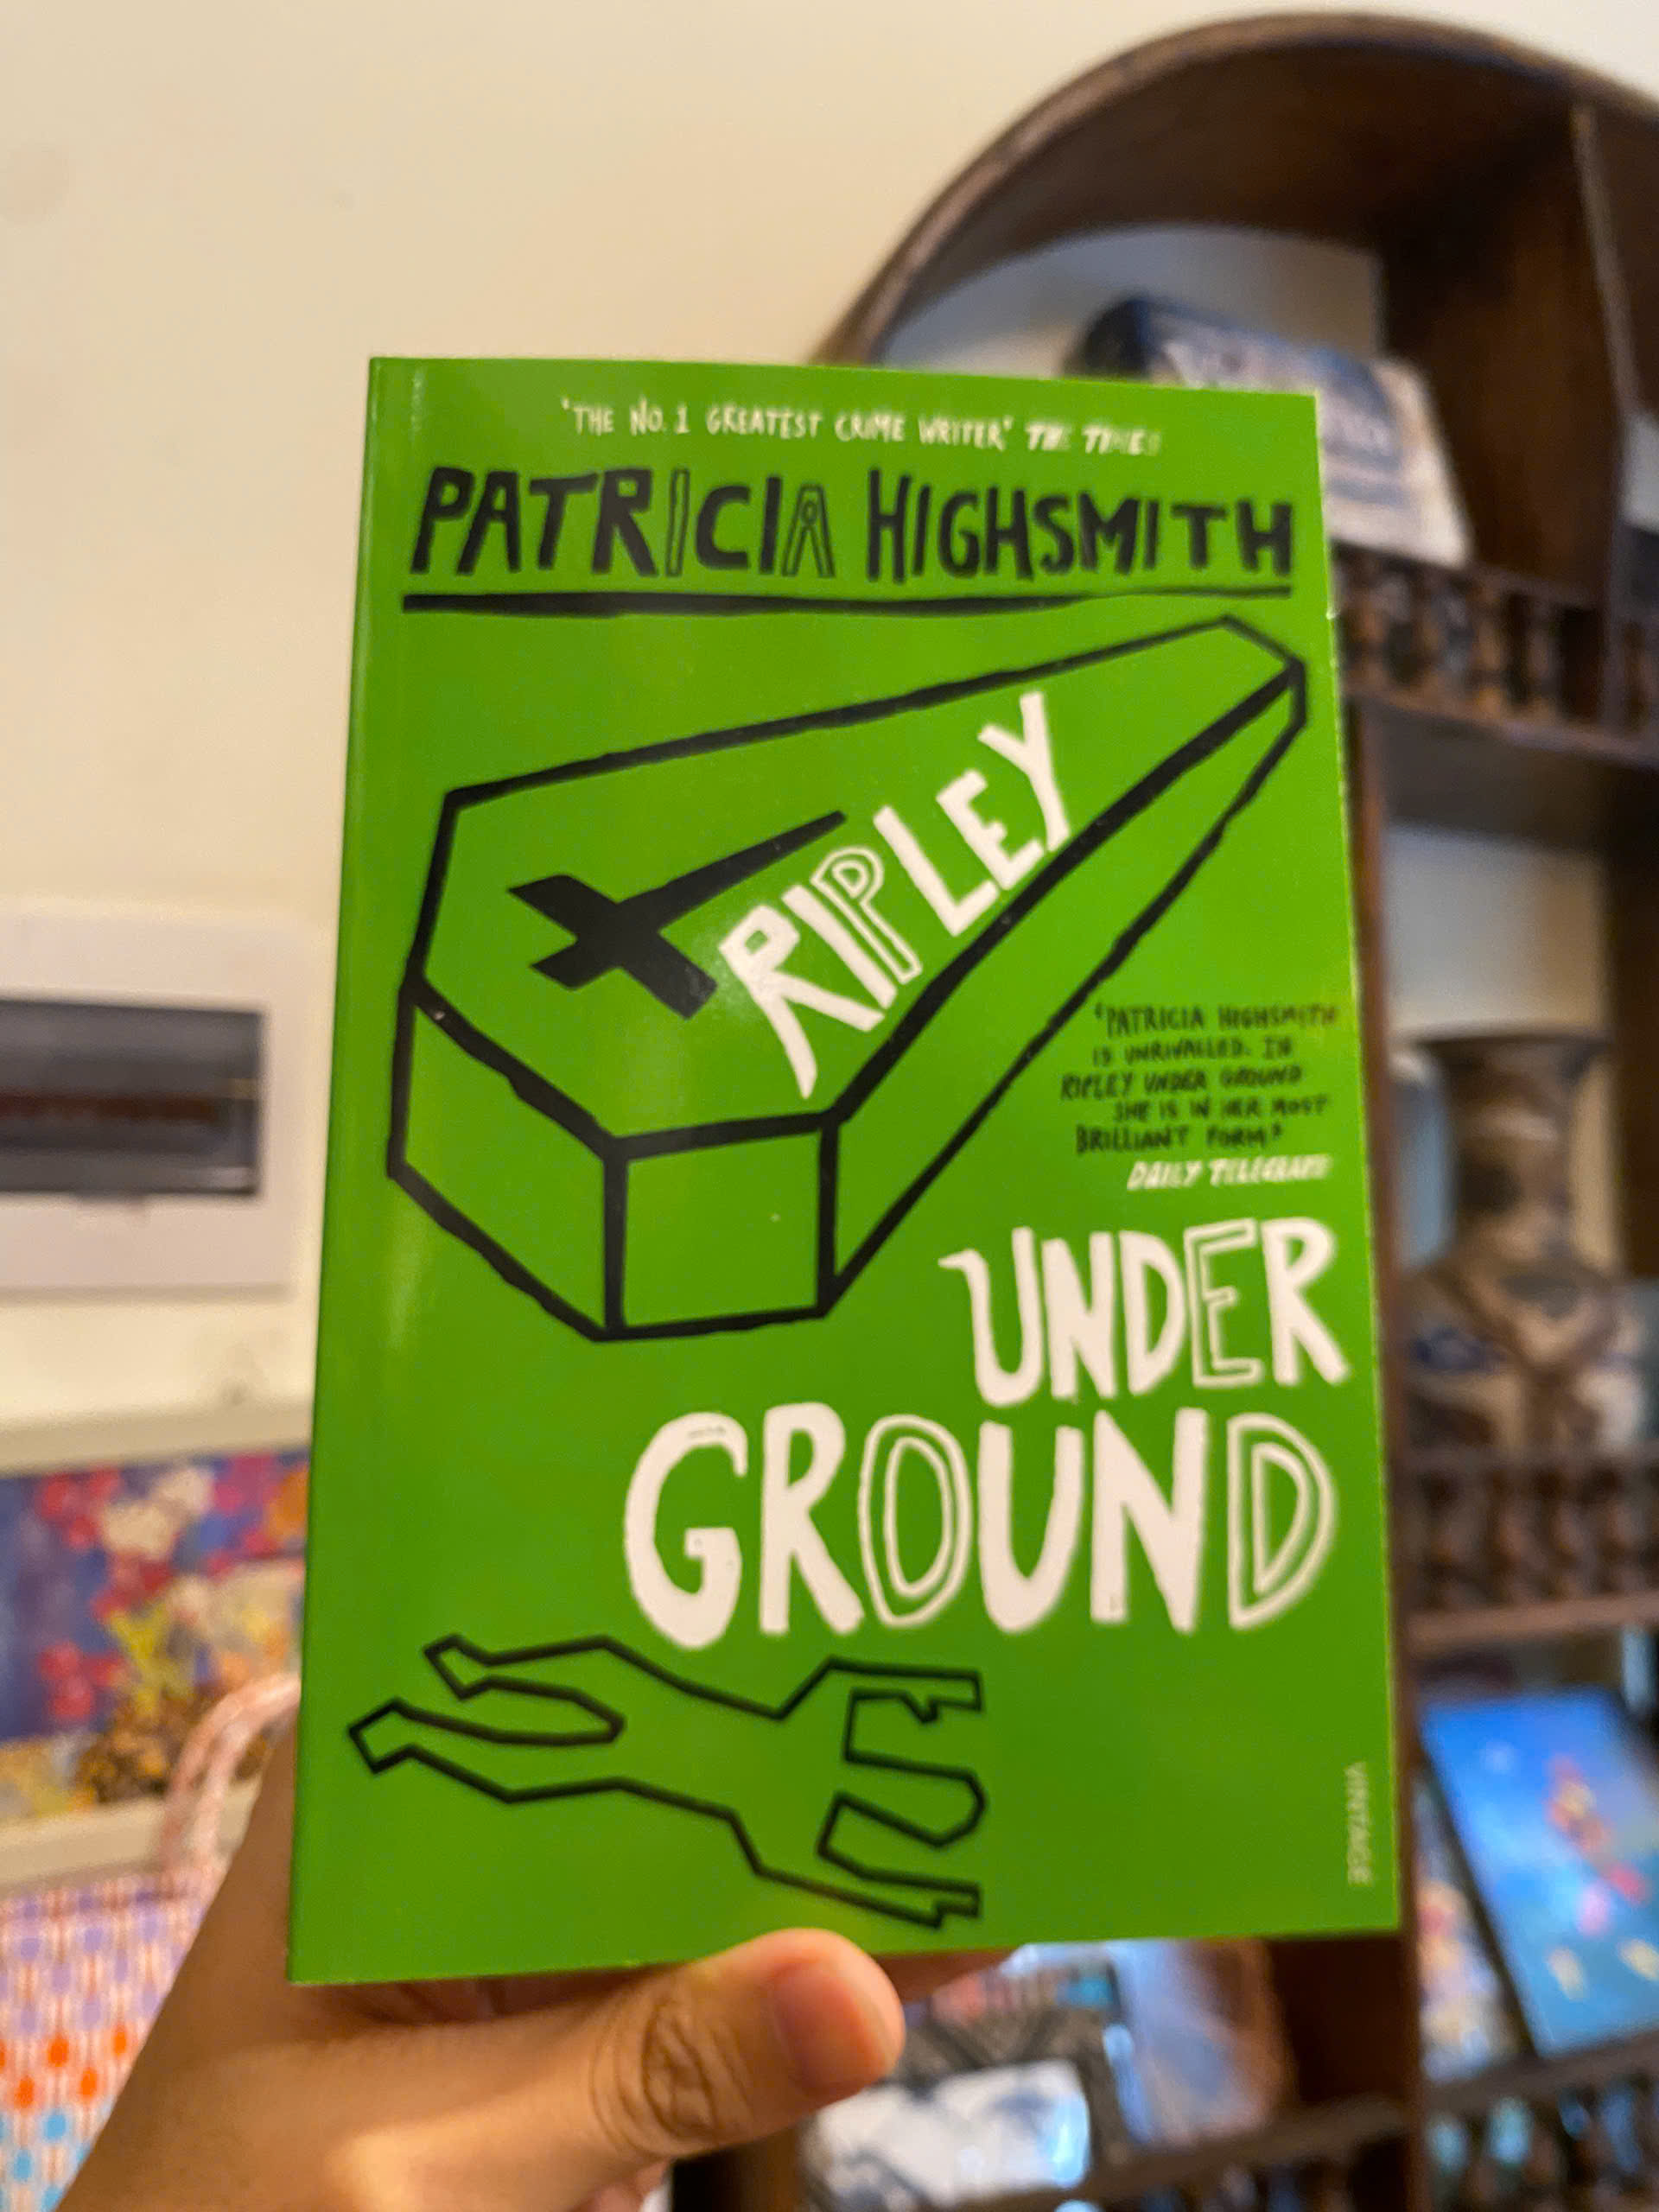 'THE NO. 1 GREATEST CRIME WRITER' THE TIMES
PATRICIA HIGHSMITH
RIPLEY
'PATRICIA HIGHSMITH
IS UNRIVALLED. IN
RIPLEY UNDER GROUND
SHE IS IN HER MOST
BRILLIANT FORM'
DAILY TELEGRAPH
UNDER
GROUND
VINTAGE